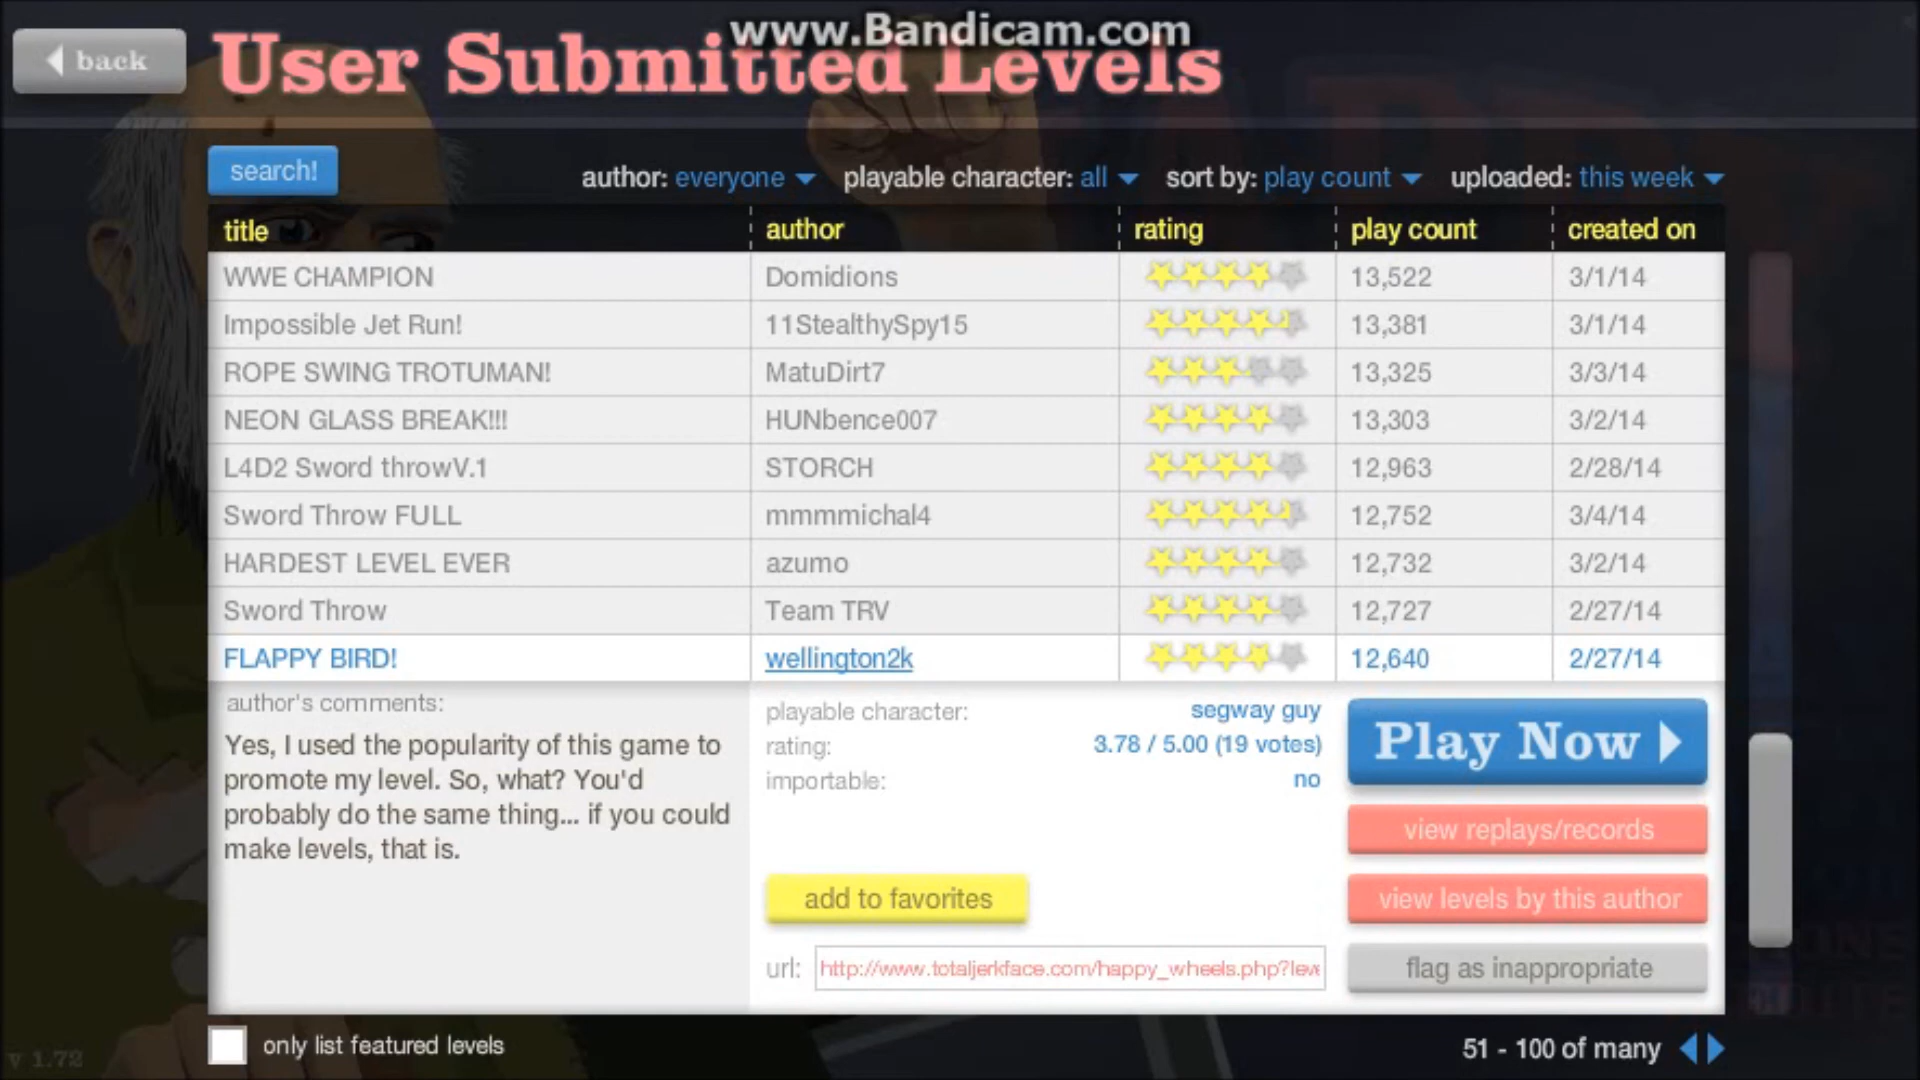 www.Bandicam.com
back
User Submitted Levels
search!
author: everyone playable character: all sort by: play count uploaded: this week
title author rating play count created on
WWE CHAMPION Domidions 13,522 3/1/14
Impossible Jet Run! 11StealthySpy15 13,381 3/1/14
ROPE SWING TROTUMAN! MatuDirt7 13,325 3/3/14
NEON GLASS BREAK!!! HUNbence007 13,303 3/2/14
L4D2 Sword throwV.1 STORCH 12,963 2/28/14
Sword Throw FULL mmmmichal4 12,752 3/4/14
HARDEST LEVEL EVER azumo 12,732 3/2/14
Sword Throw Team TRV 12,727 2/27/14
FLAPPY BIRD! wellington2k 12,640 2/27/14
author's comments:
Yes, I used the popularity of this game to
promote my level. So, what? You'd
probably do the same thing... if you could
make levels, that is.
playable character: segway guy
rating: 3.78 / 5.00 (19 votes)
importable: no
add to favorites
url: http://www.totaljerkface.com/happy_wheels.php?leve
Play Now
view replays/records
view levels by this author
flag as inappropriate
only list featured levels
51 - 100 of many
v 1.72